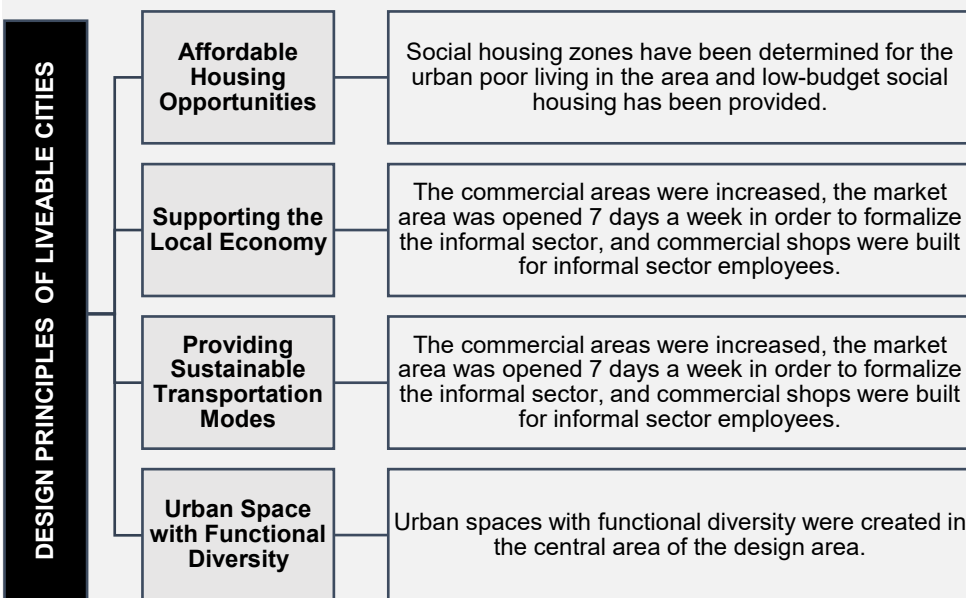 DESIGN PRINCIPLES OF LIVEABLE CITIES
Affordable
Housing
Opportunities
Social housing zones have been determined for the
urban poor living in the area and low-budget social
housing has been provided.
Supporting the
Local Economy
The commercial areas were increased, the market
area was opened 7 days a week in order to formalize
the informal sector, and commercial shops were built
for informal sector employees.
Providing
Sustainable
Transportation
Modes
The commercial areas were increased, the market
area was opened 7 days a week in order to formalize
the informal sector, and commercial shops were built
for informal sector employees.
Urban Space
with Functional
Diversity
Urban spaces with functional diversity were created in
the central area of the design area.